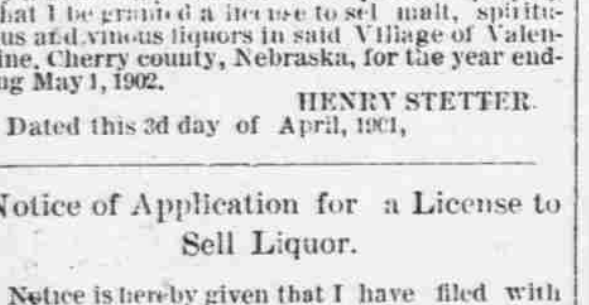 hat I be granted a license to sel malt, spiritu-
us and vinous liquors in said Village of Valen-
ine, Cherry county, Nebraska, for the year end-
ng May 1, 1902.
HENRY STETTER.
Dated this 3d day of April, 1901,
Notice of Application for a License to
Sell Liquor.
Notice is hereby given that I have filed with